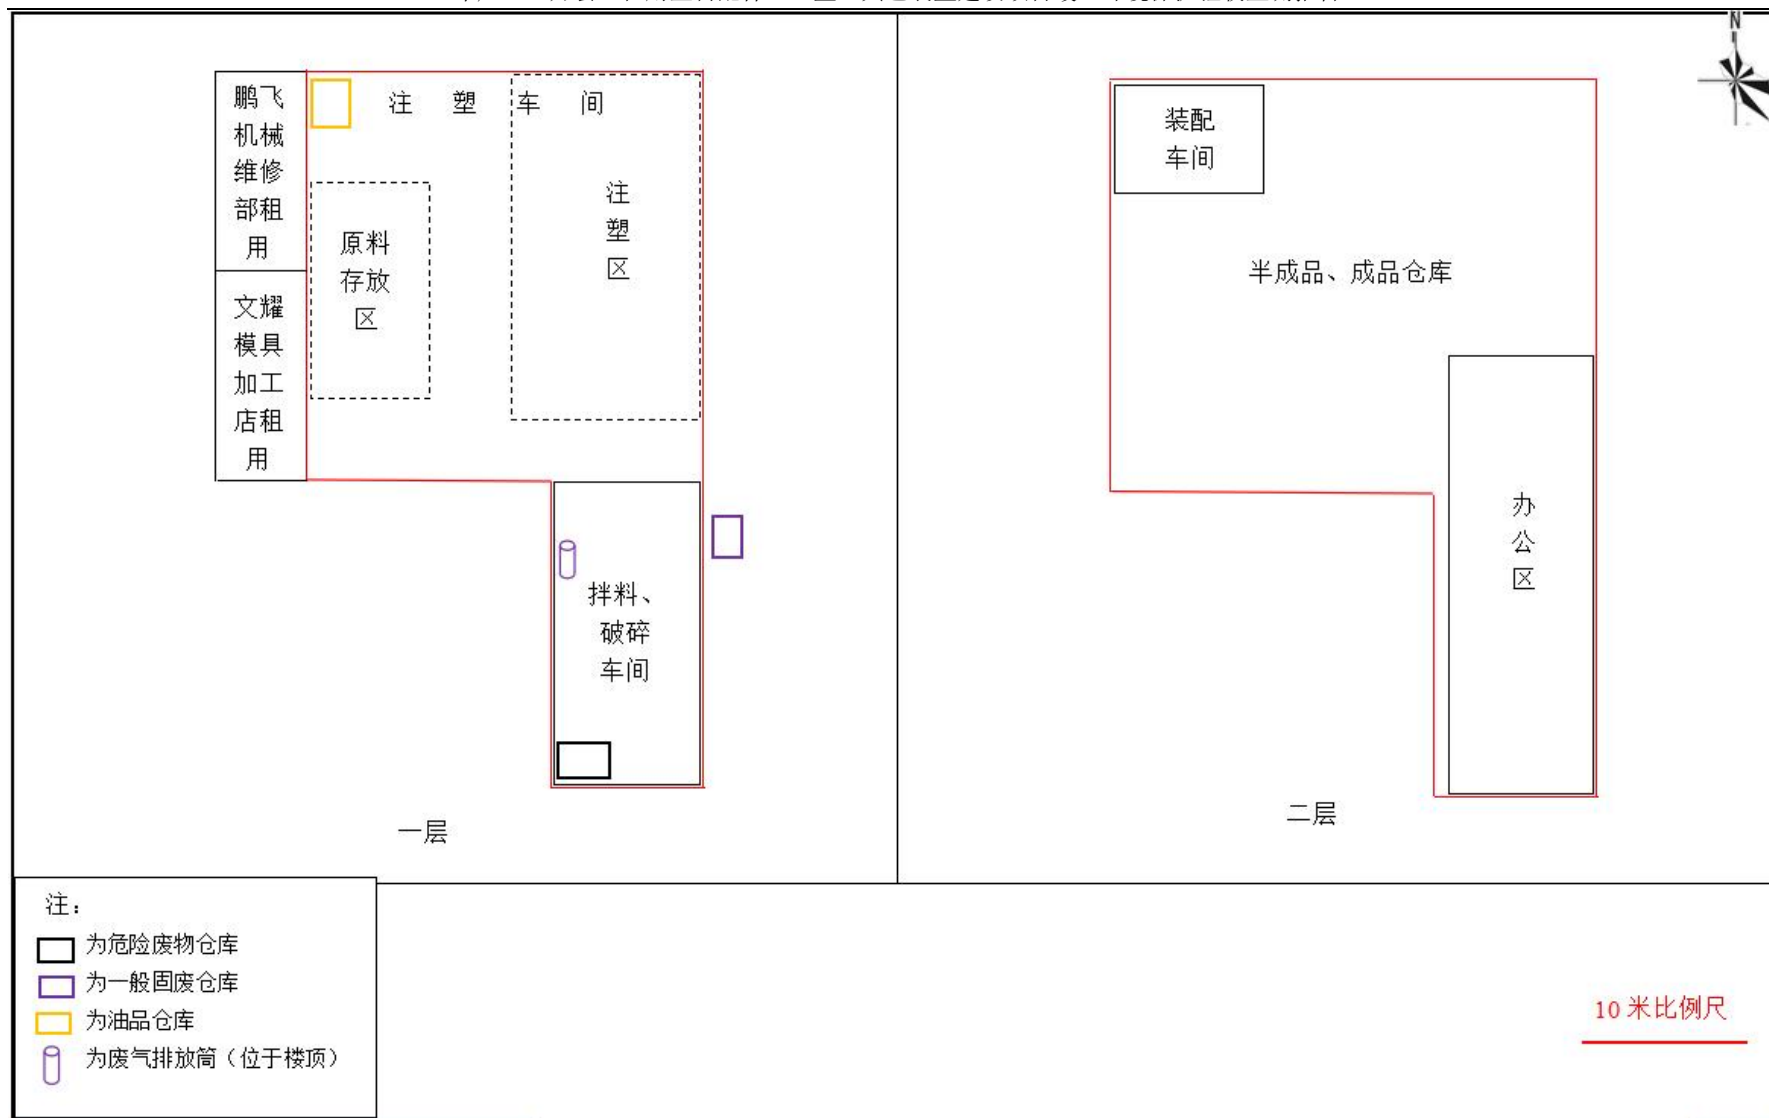 N
鹏飞
机械
维修
部租
用
文耀
模具
加工
店租
用
注塑车间
原料
存放
区
注
塑
区
拌料、
破碎
车间
一层
装配
车间
半成品、成品仓库
办
公
区
二层
注：
为危险废物仓库
为一般固废仓库
为油品仓库
为废气排放筒（位于楼顶）
10 米比例尺